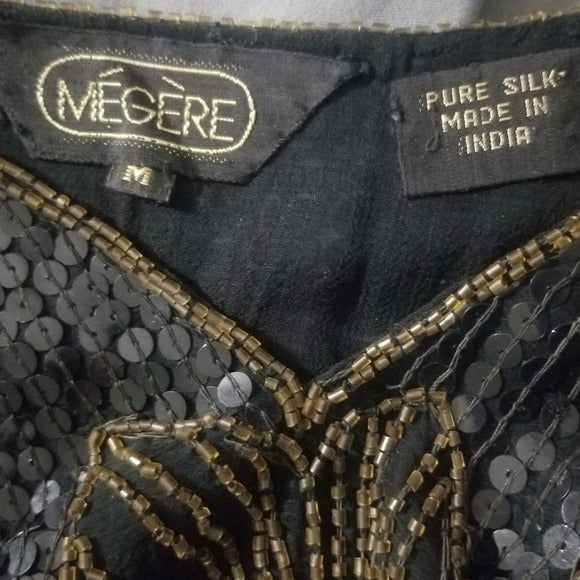 MÉGÈRE
M
PURE SILK
MADE IN
INDIA